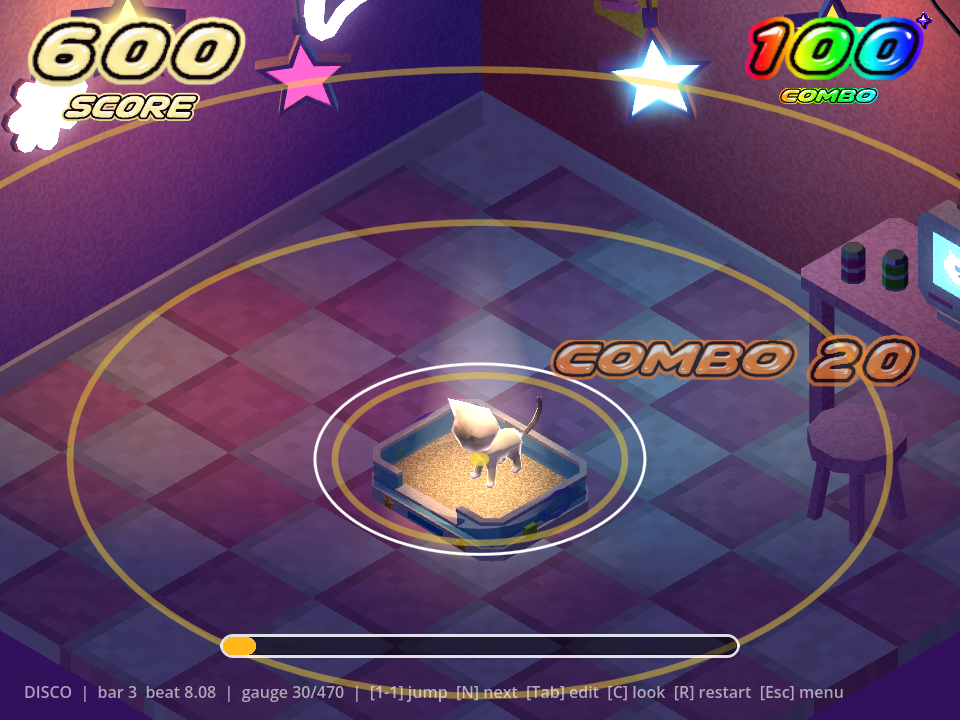 600
SCORE
100
COMBO
COMBO 20
DISCO | bar 3 beat 8.08 | gauge 30/470 | [1-1] jump [N] next [Tab] edit [C] look [R] restart [Esc] menu